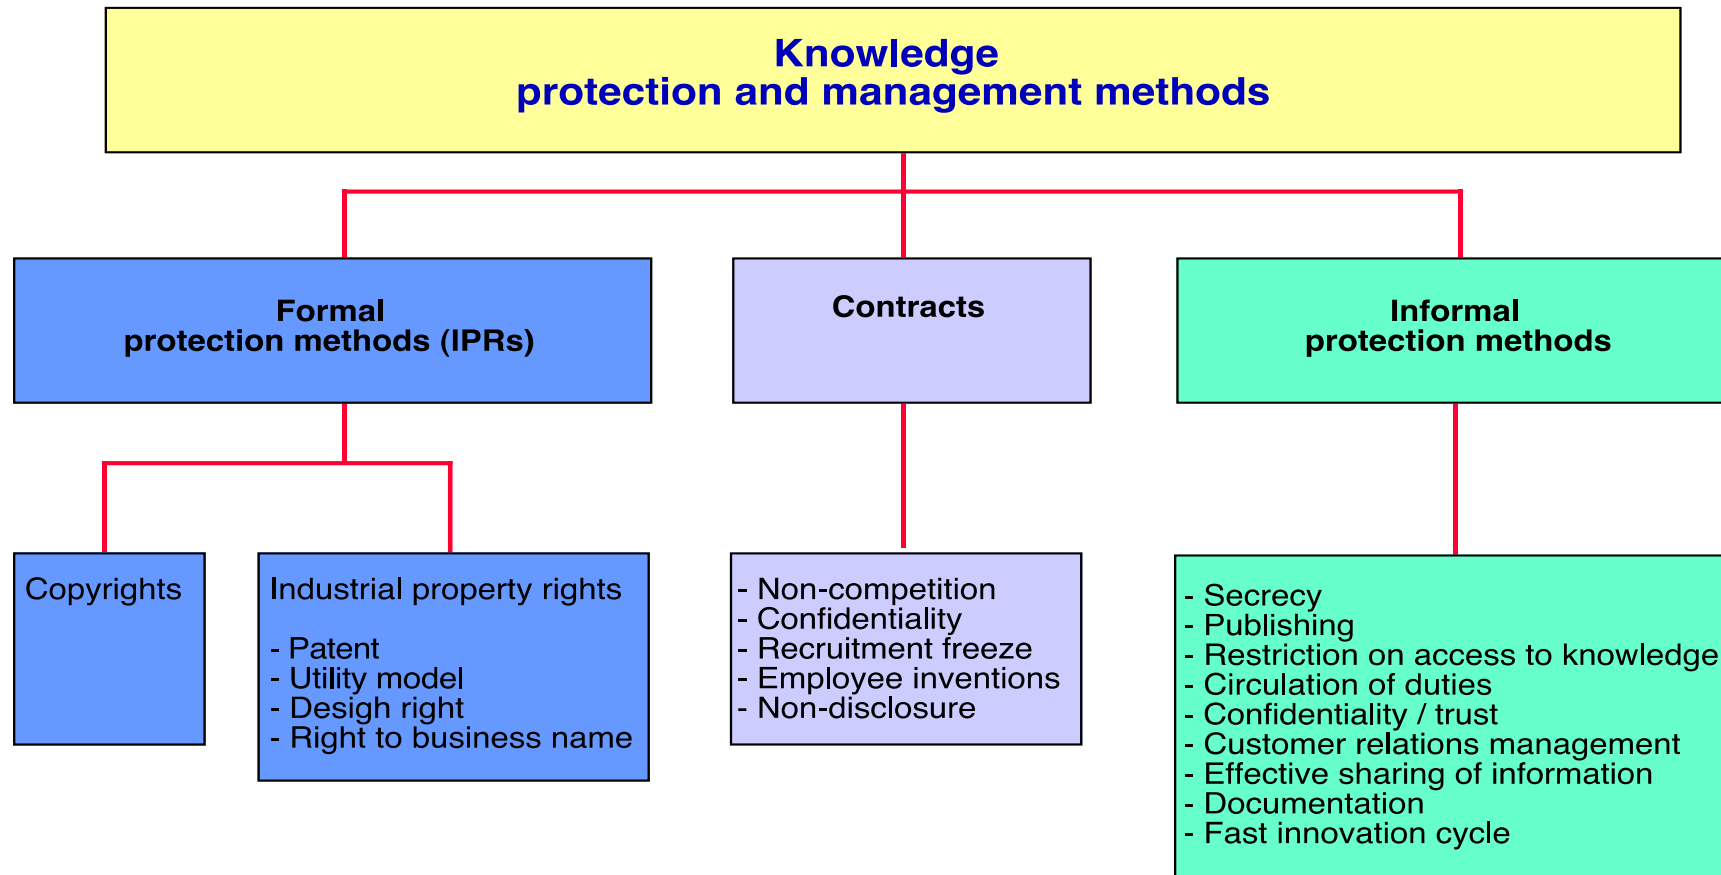 Knowledge
protection and management methods
Formal
protection methods (IPRs)
Contracts
Informal
protection methods
Copyrights
Industrial property rights
- Patent
- Utility model
- Desigh right
- Right to business name
- Non-competition
- Confidentiality
- Recruitment freeze
- Employee inventions
- Non-disclosure
- Secrecy
- Publishing
- Restriction on access to knowledge
- Circulation of duties
- Confidentiality / trust
- Customer relations management
- Effective sharing of information
- Documentation
- Fast innovation cycle